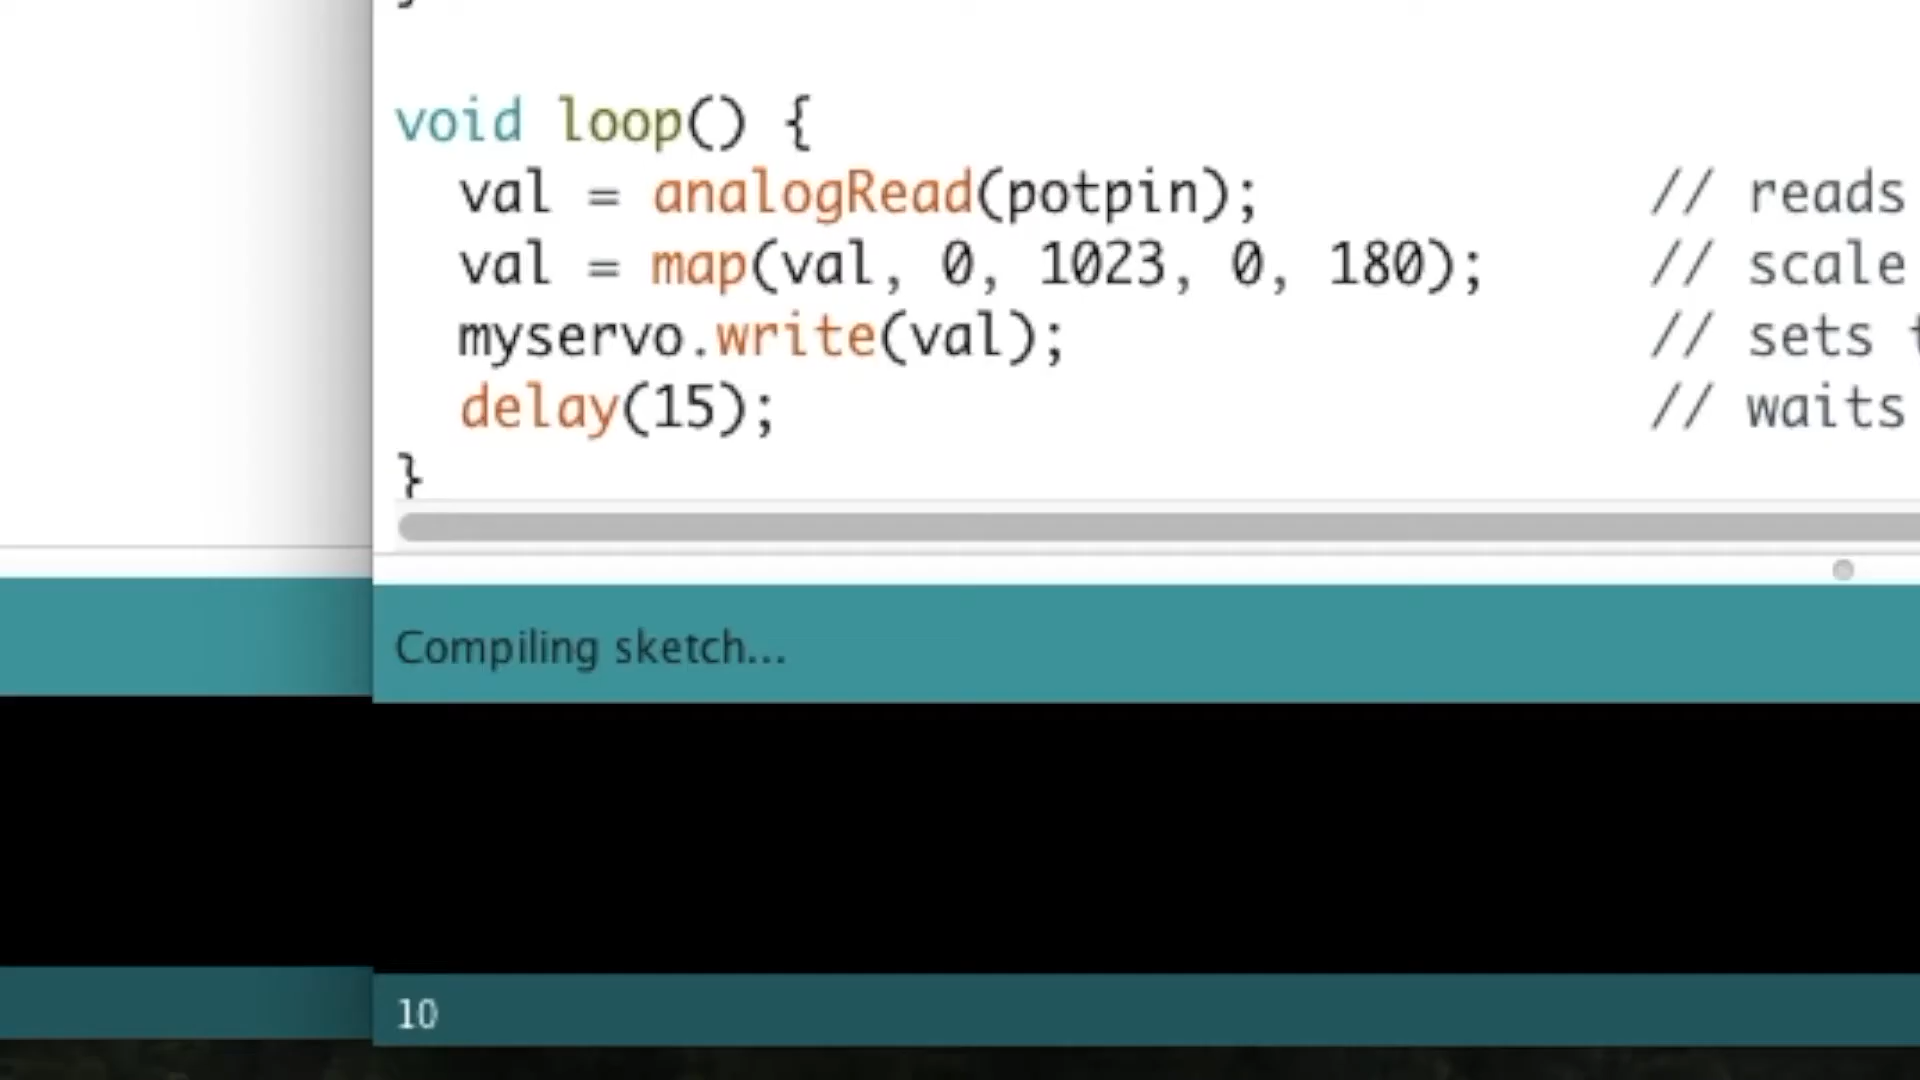 void loop() {
val = analogRead(potpin); // reads
val = map(val, 0, 1023, 0, 180); // scale
myservo.write(val); // sets
delay(15); // waits
}
Compiling sketch...
10